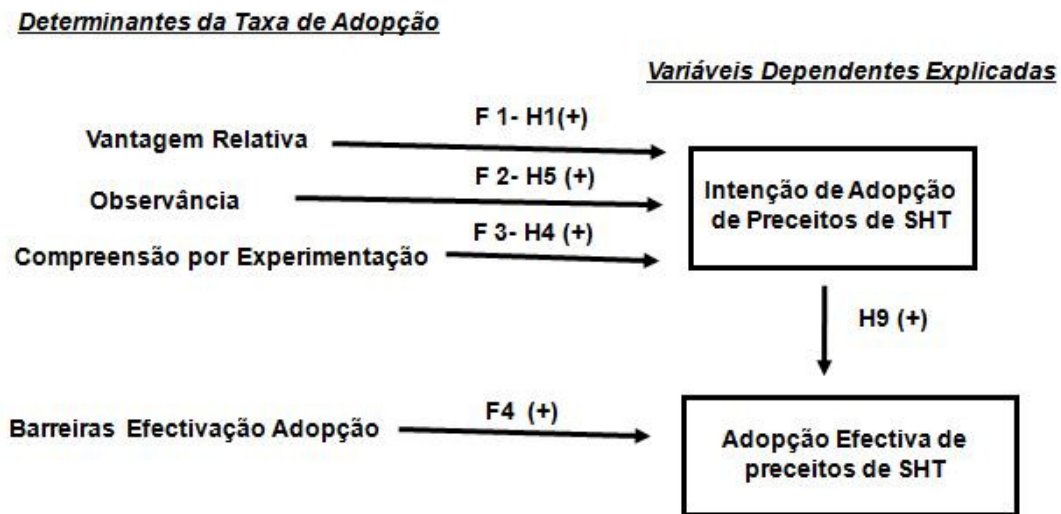 Determinantes da Taxa de Adopção
Variáveis Dependentes Explicadas
F 1- H1(+)
Vantagem Relativa
F 2- H5 (+)
Observância
F 3- H4 (+)
Compreensão por Experimentação
Intenção de Adopção
de Preceitos de SHT
H9 (+)
F4 (+)
Barreiras Efectivação Adopção
Adopção Efectiva de
preceitos de SHT